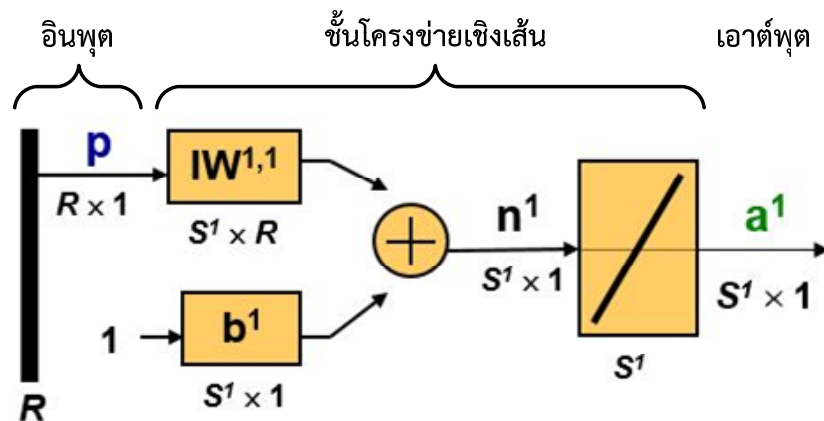 อินพุต ชั้นโครงข่ายเชิงเส้น เอาต์พุต
p IW¹,¹ n¹ a¹
R × 1 S¹ × R S¹ × 1 S¹ × 1
1 b¹
S¹ × 1 S¹
R